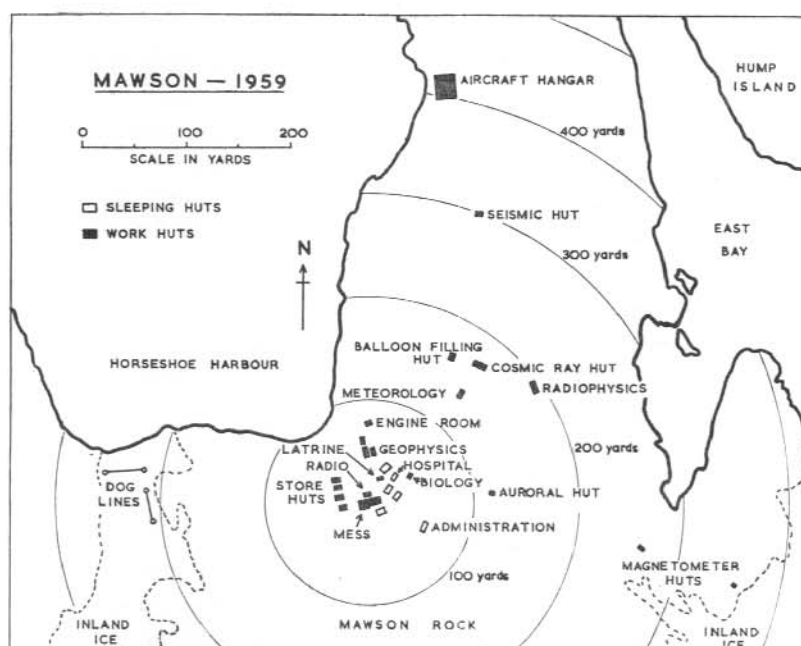 MAWSON — 1959
0 100 200
SCALE IN YARDS
SLEEPING HUTS
WORK HUTS
N
AIRCRAFT HANGAR
HUMP
ISLAND
400 yards
SEISMIC HUT
300 yards
EAST
BAY
HORSESHOE HARBOUR
BALLOON FILLING
HUT
COSMIC RAY HUT
RADIOPHYSICS
METEOROLOGY
ENGINE ROOM
200 yards
GEOPHYSICS
LATRINE
HOSPITAL
RADIO
BIOLOGY
STORE
HUTS
AURORAL HUT
DOG
LINES
MESS
ADMINISTRATION
100 yards
MAGNETOMETER
HUTS
INLAND
ICE
MAWSON ROCK
INLAND
ICE